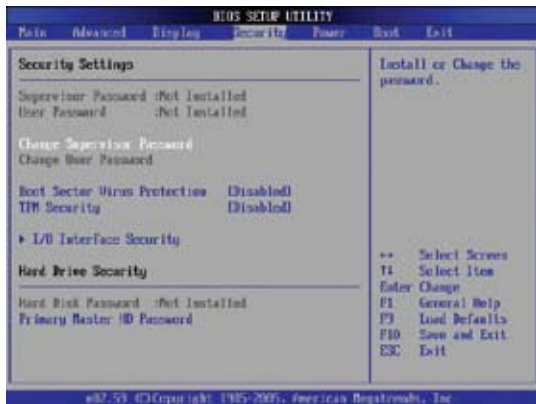 BIOS SETUP UTILITY
Main Advanced Display Security Power Boot Exit
Security Settings
Supervisor Password :Not Installed
User Password :Not Installed
Change Supervisor Password
Change User Password
Boot Sector Virus Protection [Disabled]
TPM Security [Disabled]
I/O Interface Security
Hard Drive Security
Hard Disk Password :Not Installed
Primary Master HD Password
Install or Change the
password.
↔ Select Screen
↑↓ Select Item
Enter Change
F1 General Help
F9 Load Defaults
F10 Save and Exit
ESC Exit
v02.59 (C)Copyright 1985-2005, American Megatrends, Inc